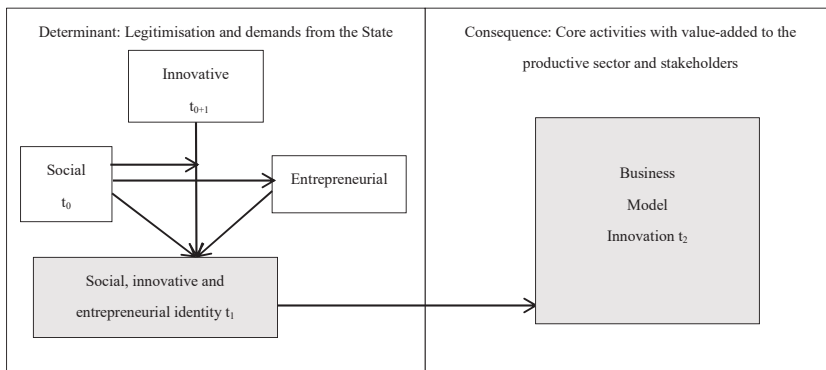 Determinant: Legitimisation and demands from the State
Innovative
t0+1
Social
t0
Entrepreneurial
Social, innovative and
entrepreneurial identity t1
Consequence: Core activities with value-added to the
productive sector and stakeholders
Business
Model
Innovation t2